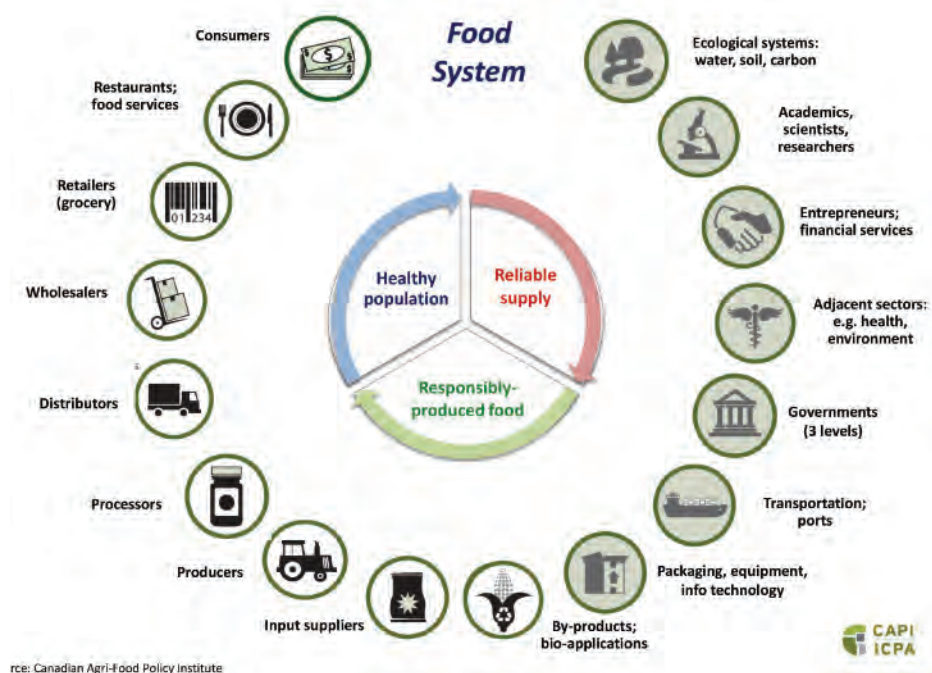 Food
System
Consumers
Restaurants;
food services
Retailers
(grocery)
01 234
Wholesalers
Distributors
Processors
Producers
Input suppliers
By-products;
bio-applications
Packaging, equipment,
info technology
Transportation;
ports
Governments
(3 levels)
Adjacent sectors:
e.g. health,
environment
Entrepreneurs;
financial services
Academics,
scientists,
researchers
Ecological systems:
water, soil, carbon
Healthy
population
Reliable
supply
Responsibly-
produced food
CAPI
ICPA
rce: Canadian Agri-Food Policy Institute